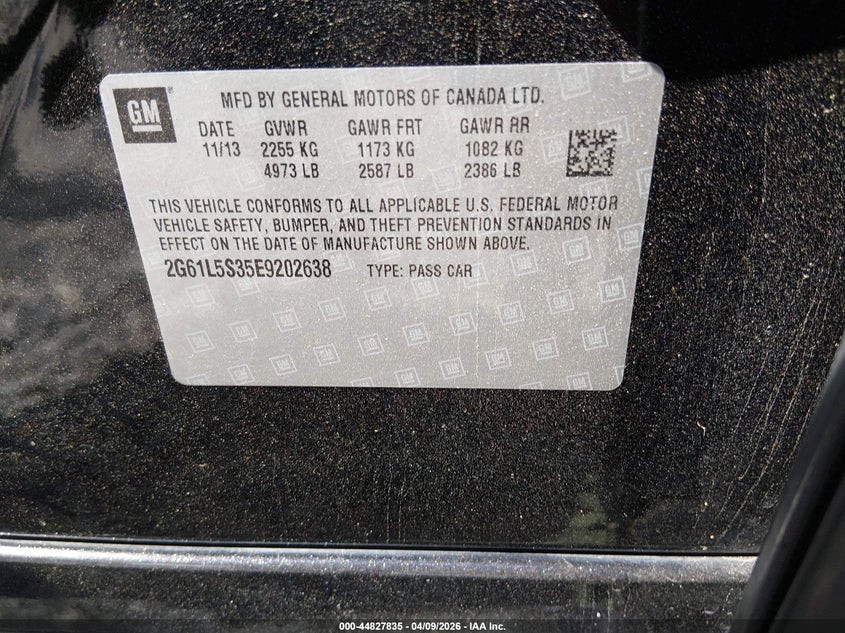 GM
MFD BY GENERAL MOTORS OF CANADA LTD.
DATE GVWR GAWR FRT GAWR RR
11/13 2255 KG 1173 KG 1082 KG
4973 LB 2587 LB 2386 LB
THIS VEHICLE CONFORMS TO ALL APPLICABLE U.S. FEDERAL MOTOR
VEHICLE SAFETY, BUMPER, AND THEFT PREVENTION STANDARDS IN
EFFECT ON THE DATE OF MANUFACTURE SHOWN ABOVE.
2G61L5S35E9202638 TYPE: PASS CAR
000-44827835 04/09/2026 IAA Inc.